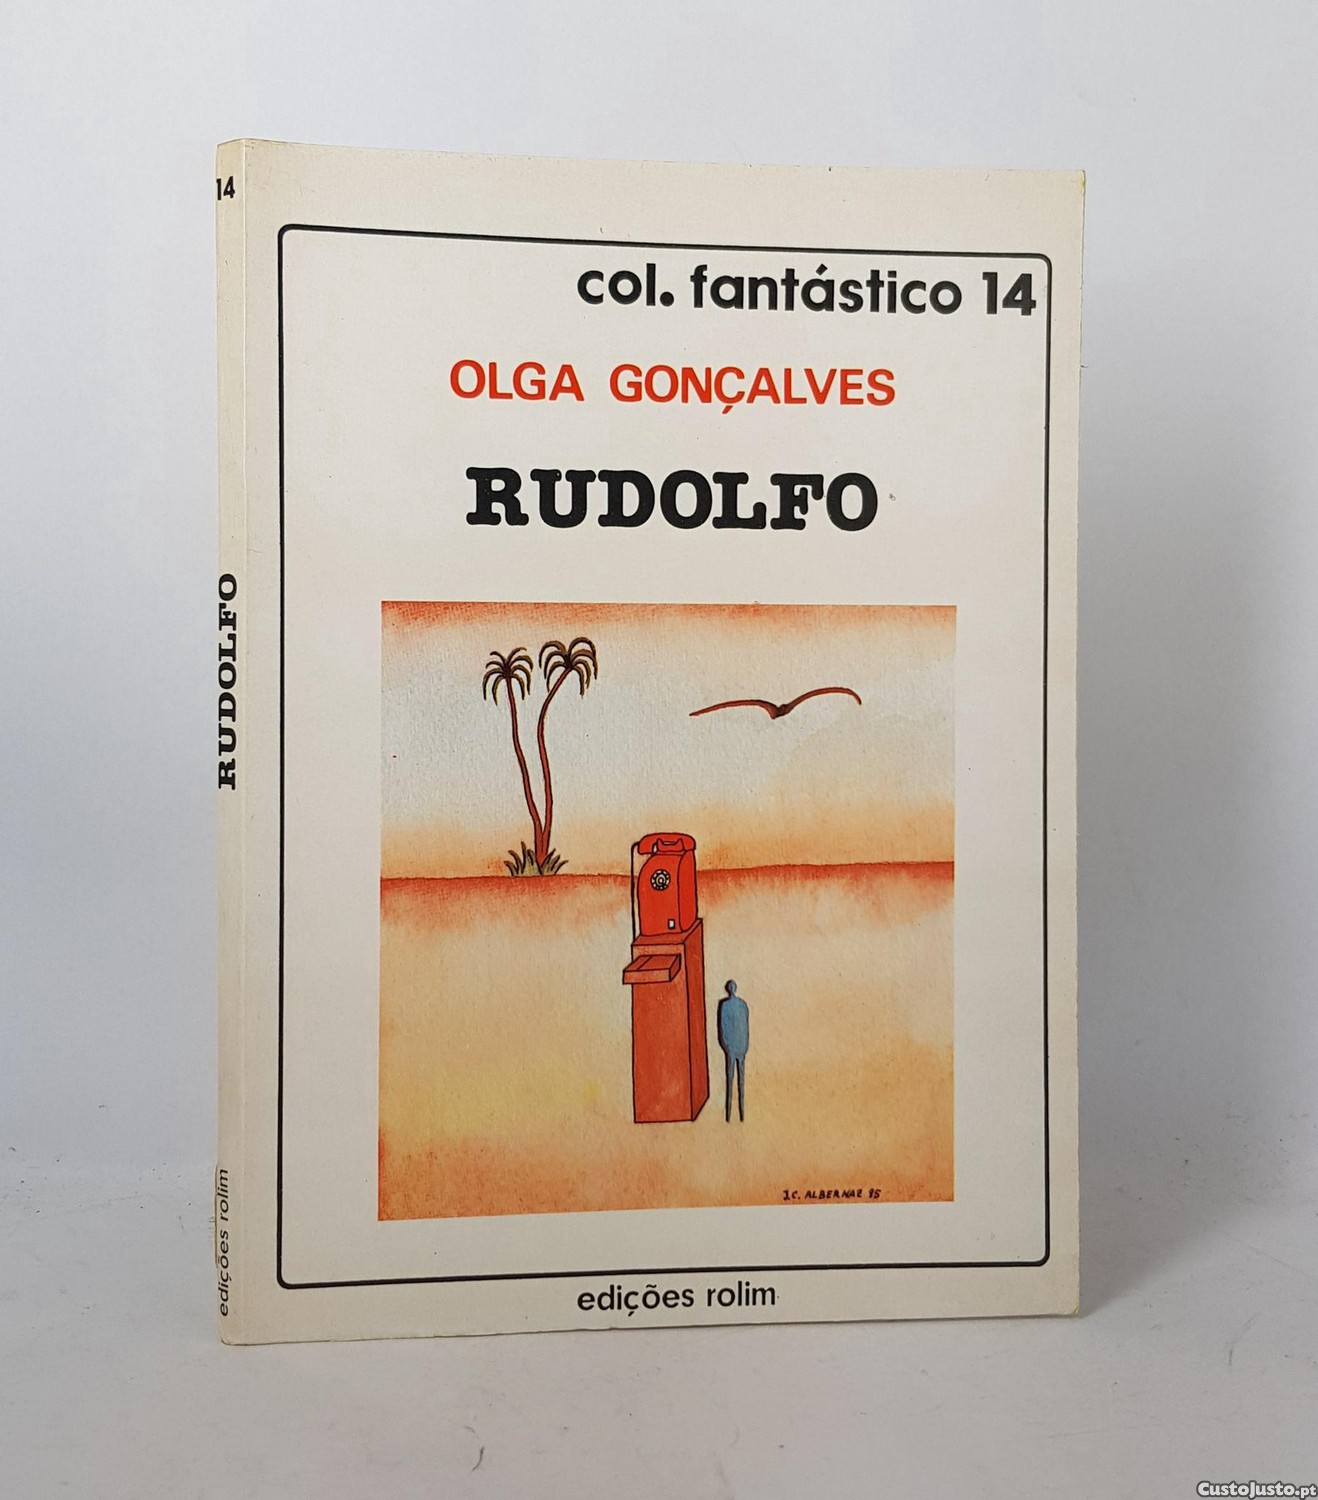 14
RUDOLFO
edições rolim
col. fantástico 14
OLGA GONÇALVES
RUDOLFO
J.C. ALBERNAZ 85
edições rolim
CustoJusto.pt